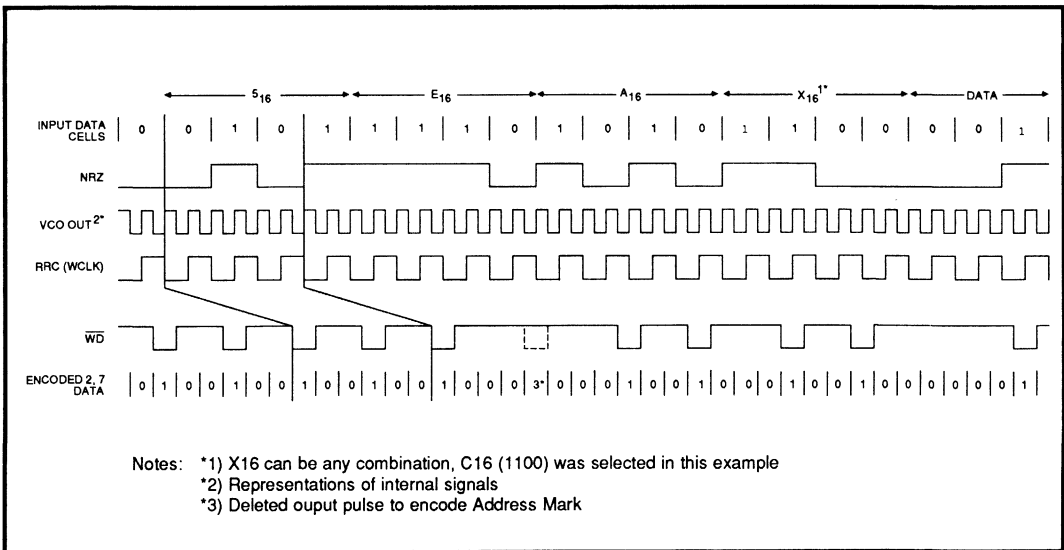 5₁₆ E₁₆ A₁₆ X₁₆¹* DATA
INPUT DATA CELLS 0 0 1 0 1 1 1 1 0 1 0 1 0 1 1 0 0 0 0 1
NRZ
VCO OUT²*
RRC (WCLK)
WD
ENCODED 2, 7 DATA 0 1 0 0 1 0 0 1 0 0 1 0 0 1 0 0 0 3* 0 0 0 1 0 0 1 0 0 0 1 0 0 1 0 0 0 0 0 0 1
Notes: *1) X16 can be any combination, C16 (1100) was selected in this example
*2) Representations of internal signals
*3) Deleted ouput pulse to encode Address Mark